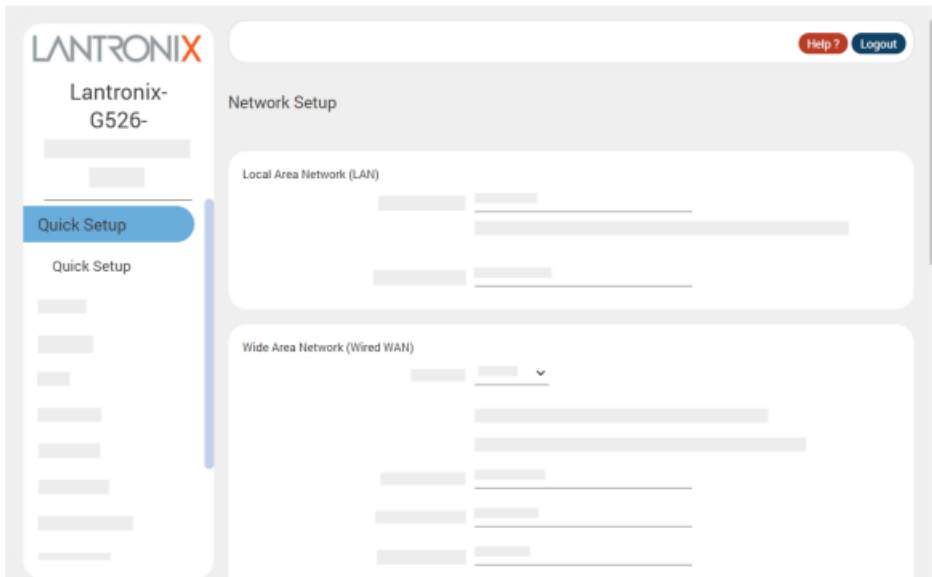 LANTRONIX
Help ?
Logout
Lantronix-
G526-
Network Setup
Local Area Network (LAN)
Quick Setup
Quick Setup
Wide Area Network (Wired WAN)